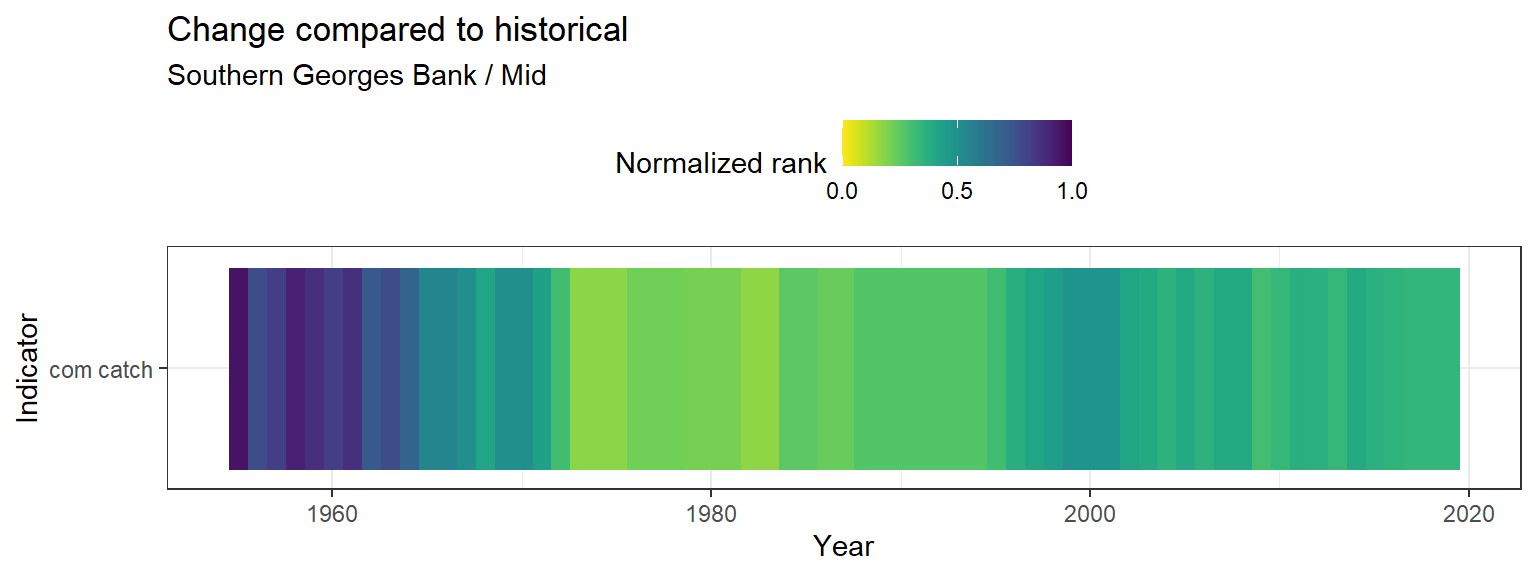 Change compared to historical
Southern Georges Bank / Mid
Normalized rank
0.0 0.5 1.0
Indicator
com catch
1960 1980 2000 2020
Year